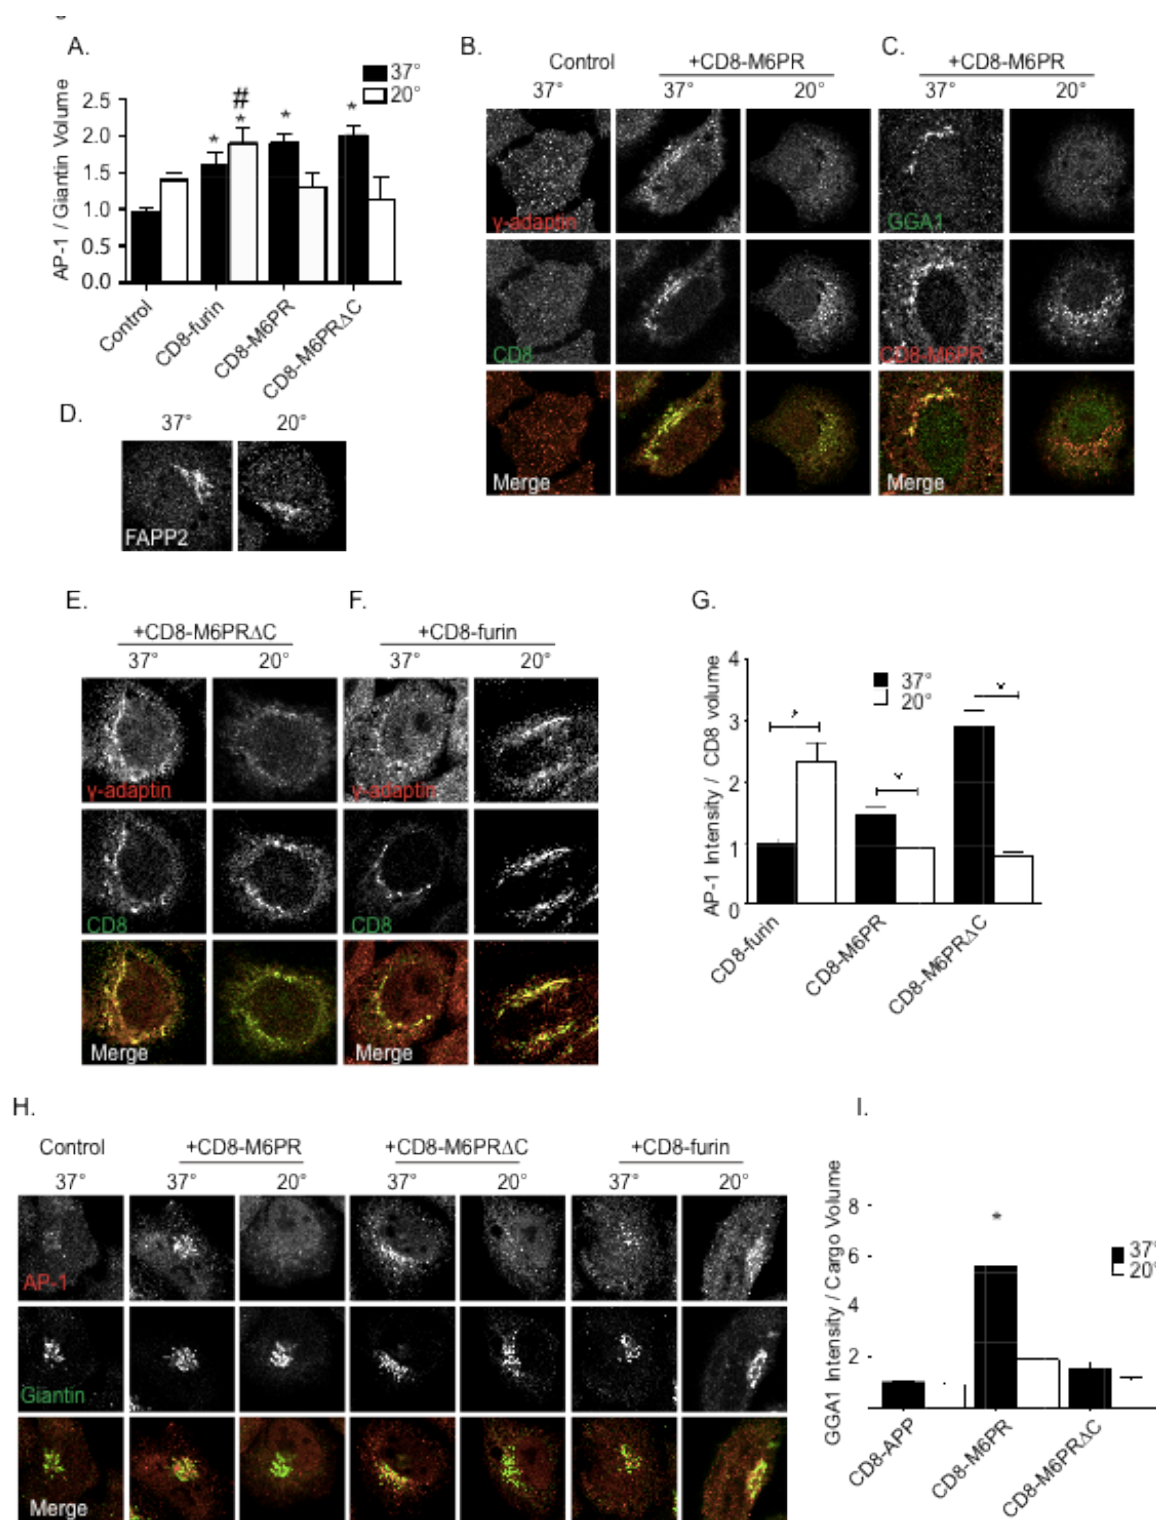 A.
37°
20°
AP-1 / Giantin Volume
2.5
2.0
1.5
1.0
0.5
0.0
#
* * * *
Control
CD8-furin
CD8-M6PR
CD8-M6PRΔC
B.
Control
+CD8-M6PR
37° 37° 20°
γ-adaptin
CD8
Merge
C.
+CD8-M6PR
37° 20°
GGA1
CD8-M6PR
Merge
D.
37° 20°
FAPP2
E.
+CD8-M6PRΔC
37° 20°
γ-adaptin
CD8
Merge
F.
+CD8-furin
37° 20°
γ-adaptin
CD8
Merge
G.
37°
20°
AP-1 Intensity / CD8 volume
4
3
2
1
0
CD8-furin
CD8-M6PR
CD8-M6PRΔC
H.
Control +CD8-M6PR +CD8-M6PRΔC +CD8-furin
37° 37° 20° 37° 20° 37° 20°
AP-1
Giantin
Merge
I.
37°
20°
GGA1 Intensity / Cargo Volume
8
6
4
2
*
CD8-APP
CD8-M6PR
CD8-M6PRΔC